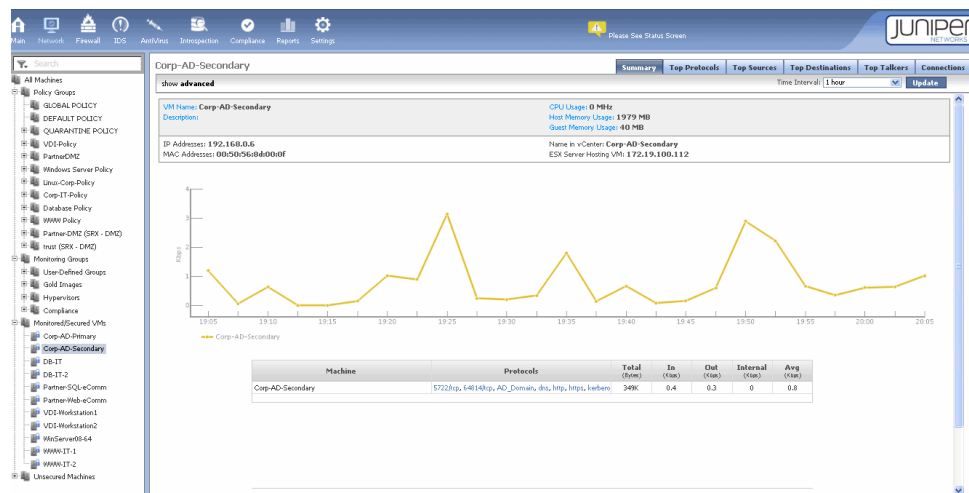 Main Network Firewall IDS AntiVirus Introspection Compliance Reports Settings
Please See Status Screen
JUNIPER
NETWORKS
Search
All Machines
Policy Groups
GLOBAL POLICY
DEFAULT POLICY
QUARANTINE POLICY
VDI-Policy
PartnerDMZ
Windows Server Policy
Linux-Corp-Policy
Corp-IT-Policy
Database Policy
WWW Policy
Partner-DMZ (SRX - DMZ)
trust (SRX - DMZ)
Monitoring Groups
User-Defined Groups
Gold Images
Hypervisors
Compliance
Monitored/Secured VMs
Corp-AD-Primary
Corp-AD-Secondary
DB-IT
DB-IT-2
Partner-SQL-eComm
Partner-Web-eComm
VDI-Workstation1
VDI-Workstation2
WinServer08-64
WWW-IT-1
WWW-IT-2
Unsecured Machines
Corp-AD-Secondary
Summary Top Protocols Top Sources Top Destinations Top Talkers Connections
show advanced
Time Interval: 1 hour Update
VM Name: Corp-AD-Secondary
Description:
CPU Usage: 0 MHz
Host Memory Usage: 1979 MB
Guest Memory Usage: 40 MB
IP Addresses: 192.168.0.6
MAC Addresses: 00:50:56:8d:00:0f
Name in vCenter: Corp-AD-Secondary
ESX Server Hosting VM: 172.19.100.112
4
3
2
1
0
Kbps
19:05 19:10 19:15 19:20 19:25 19:30 19:35 19:40 19:45 19:50 19:55 20:00 20:05
Corp-AD-Secondary
Machine Protocols Total (Bytes) In (Kbps) Out (Kbps) Internal (Kbps) Avg (Kbps)
Corp-AD-Secondary 5722/tcp, 64814/tcp, AD_Domain, dns, http, https, kerbero 349K 0.4 0.3 0 0.8